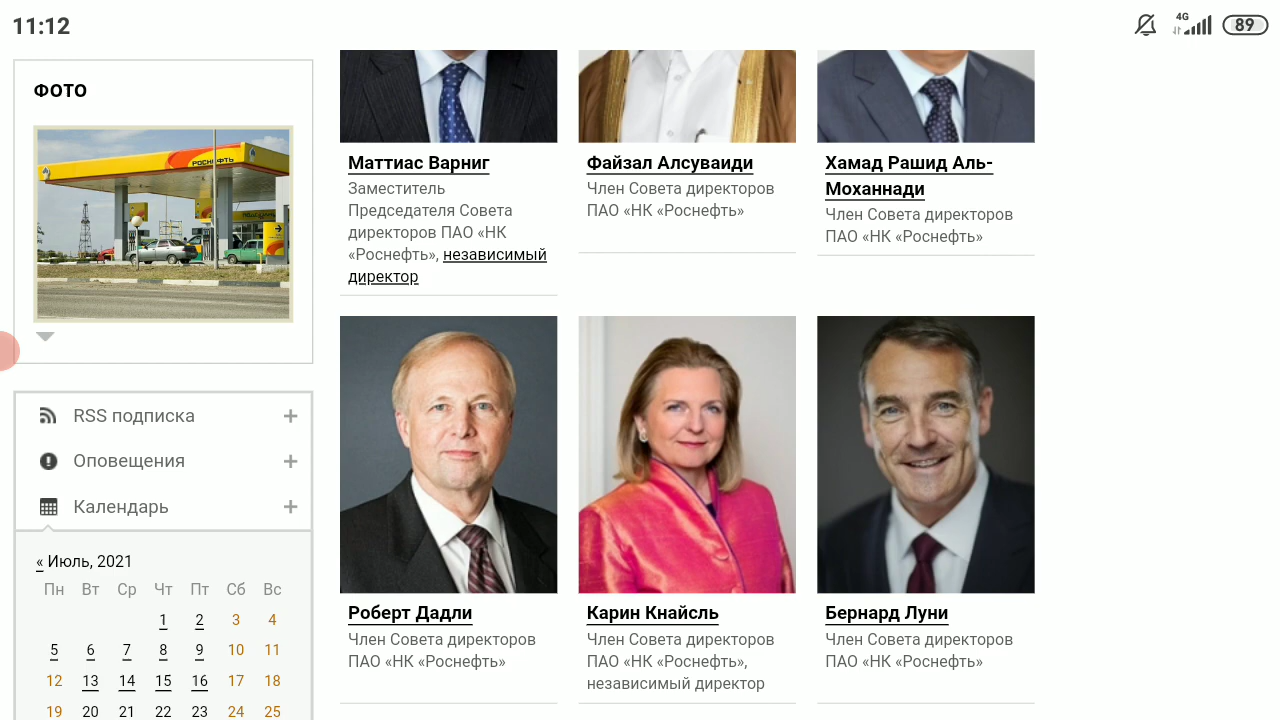 11:12
4G
89
ФОТО
РОСНЕФТЬ
RSS подписка
Оповещения
Календарь
« Июль, 2021
Пн Вт Ср Чт Пт Сб Вс
1 2 3 4
5 6 7 8 9 10 11
12 13 14 15 16 17 18
19 20 21 22 23 24 25
Маттиас Варниг
Заместитель
Председателя Совета
директоров ПАО «НК
«Роснефть», независимый
директор
Файзал Алсуваиди
Член Совета директоров
ПАО «НК «Роснефть»
Хамад Рашид Аль-
Моханнади
Член Совета директоров
ПАО «НК «Роснефть»
Роберт Дадли
Член Совета директоров
ПАО «НК «Роснефть»
Карин Кнайсль
Член Совета директоров
ПАО «НК «Роснефть»,
независимый директор
Бернард Луни
Член Совета директоров
ПАО «НК «Роснефть»